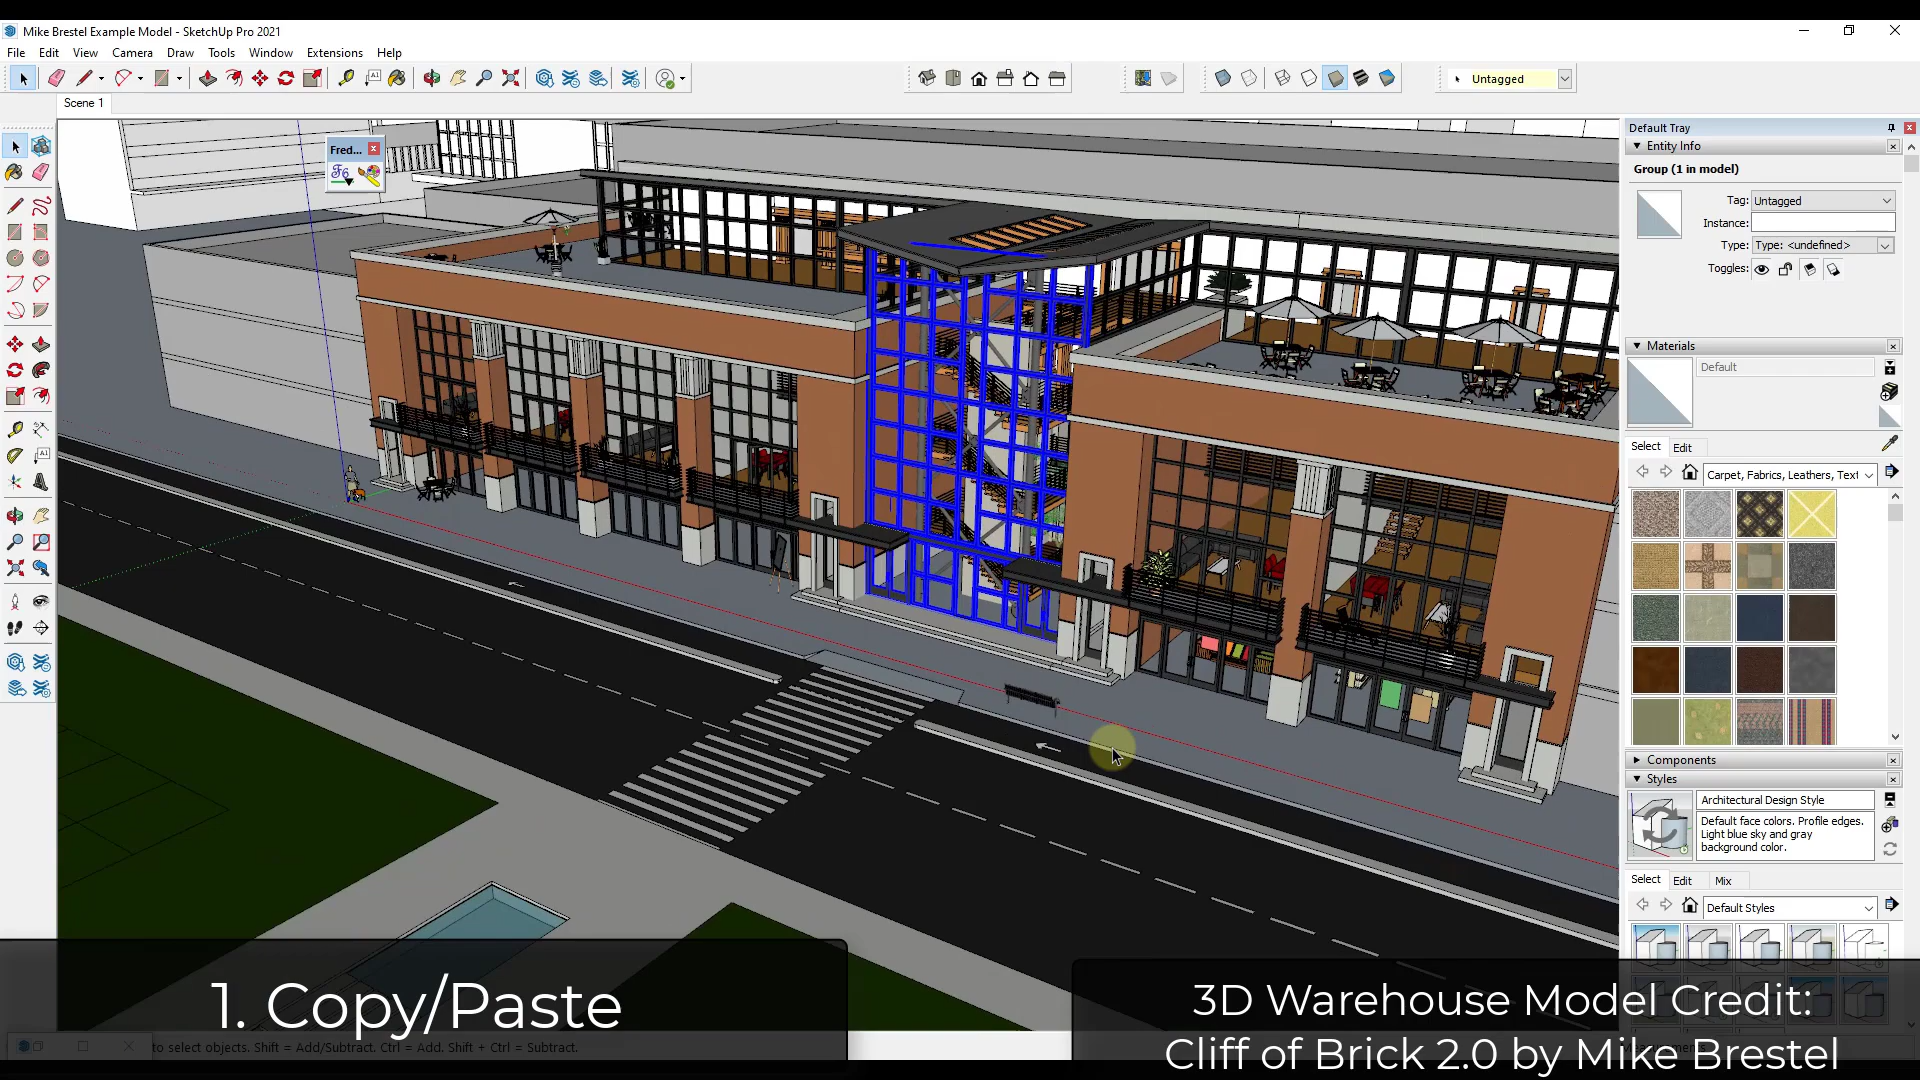 Mike Brestel Example Model - SketchUp Pro 2021
File Edit View Camera Draw Tools Window Extensions Help
Untagged
Scene 1
Fred...
Default Tray
Entity Info
Group (1 in model)
Tag: Untagged
Instance:
Type: Type: <undefined>
Toggles:
Materials
Default
Select Edit
Carpet, Fabrics, Leathers, Text
Components
Styles
Architectural Design Style
Default face colors. Profile edges.
Light blue sky and gray
background color.
Select Edit Mix
Default Styles
1. Copy/Paste
3D Warehouse Model Credit:
Cliff of Brick 2.0 by Mike Brestel
to select objects. Shift = Add/Subtract. Ctrl = Add. Shift + Ctrl = Subtract.